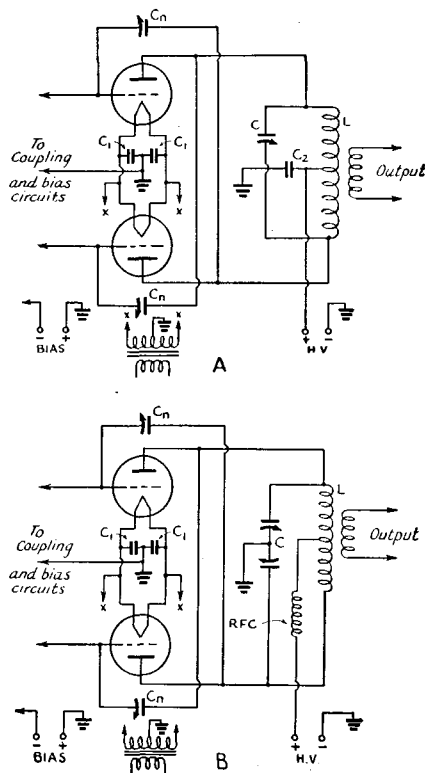 Cn
To
Coupling
and bias
circuits
C1 C1
x x
C
L
C2
Output
Cn
x x
- +
BIAS
+ -
H.V.
A
Cn
To
Coupling
and bias
circuits
C1 C1
x x
C
L
Output
RFC
Cn
x x
- +
BIAS
+ -
H.V.
B